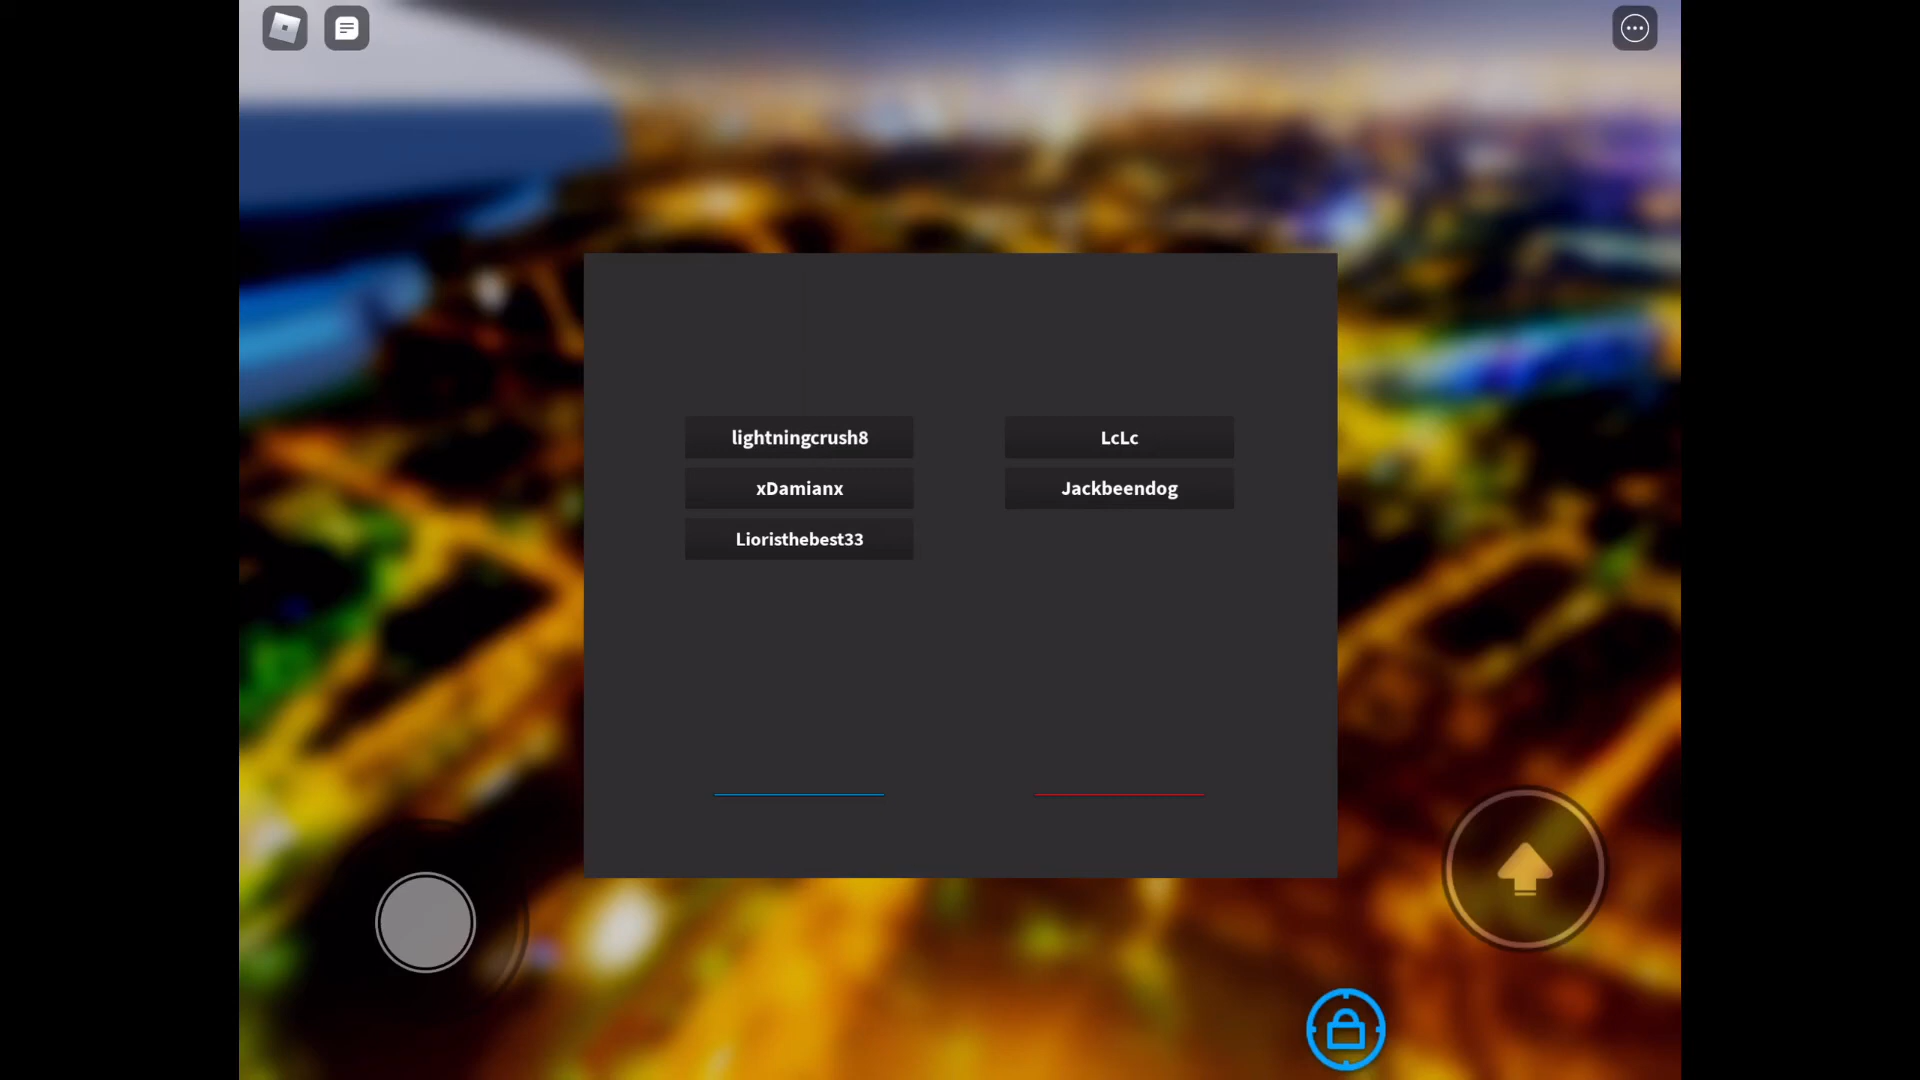 lightningcrush8
xDamianx
Lioristhebest33
LcLc
Jackbeendog